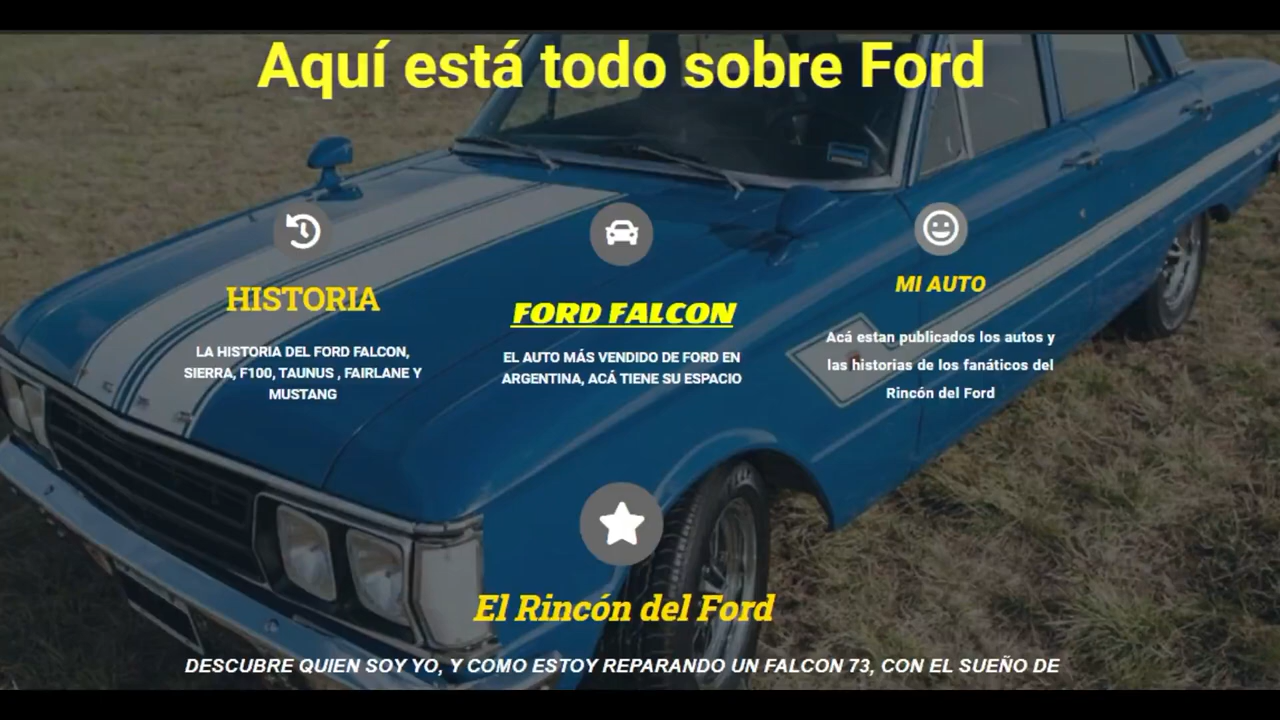 Aquí está todo sobre Ford
HISTORIA
LA HISTORIA DEL FORD FALCON,
SIERRA, F100, TAUNUS , FAIRLANE Y
MUSTANG
FORD FALCON
EL AUTO MÁS VENDIDO DE FORD EN
ARGENTINA, ACÁ TIENE SU ESPACIO
MI AUTO
Acá estan publicados los autos y
las historias de los fanáticos del
Rincón del Ford
El Rincón del Ford
DESCUBRE QUIEN SOY YO, Y COMO ESTOY REPARANDO UN FALCON 73, CON EL SUEÑO DE